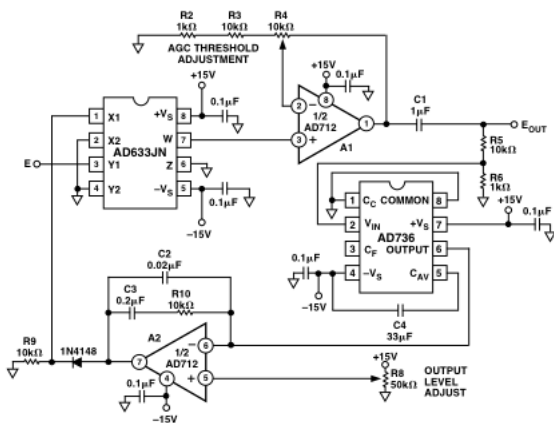 R2
1kΩ
R3
10kΩ
R4
10kΩ
AGC THRESHOLD
ADJUSTMENT
+15V
0.1µF
+15V
0.1µF
1 X1 +VS 8
2 X2 W 7
3 Y1 Z 6
4 Y2 −VS 5
AD633JN
E
0.1µF
−15V
2 −
3 +
8
1
1/2
AD712
A1
C1
1µF
EOUT
R5
10kΩ
R6
1kΩ
1 CC COMMON 8
2 VIN +VS 7
3 CF OUTPUT 6
4 −VS CAV 5
AD736
+15V
0.1µF
0.1µF
−15V
C4
33µF
C2
0.02µF
C3
0.2µF
R10
10kΩ
R9
10kΩ
1N4148
A2
1/2
AD712
7
− 6
+ 5
4
0.1µF
−15V
+15V
R8
50kΩ
OUTPUT
LEVEL
ADJUST